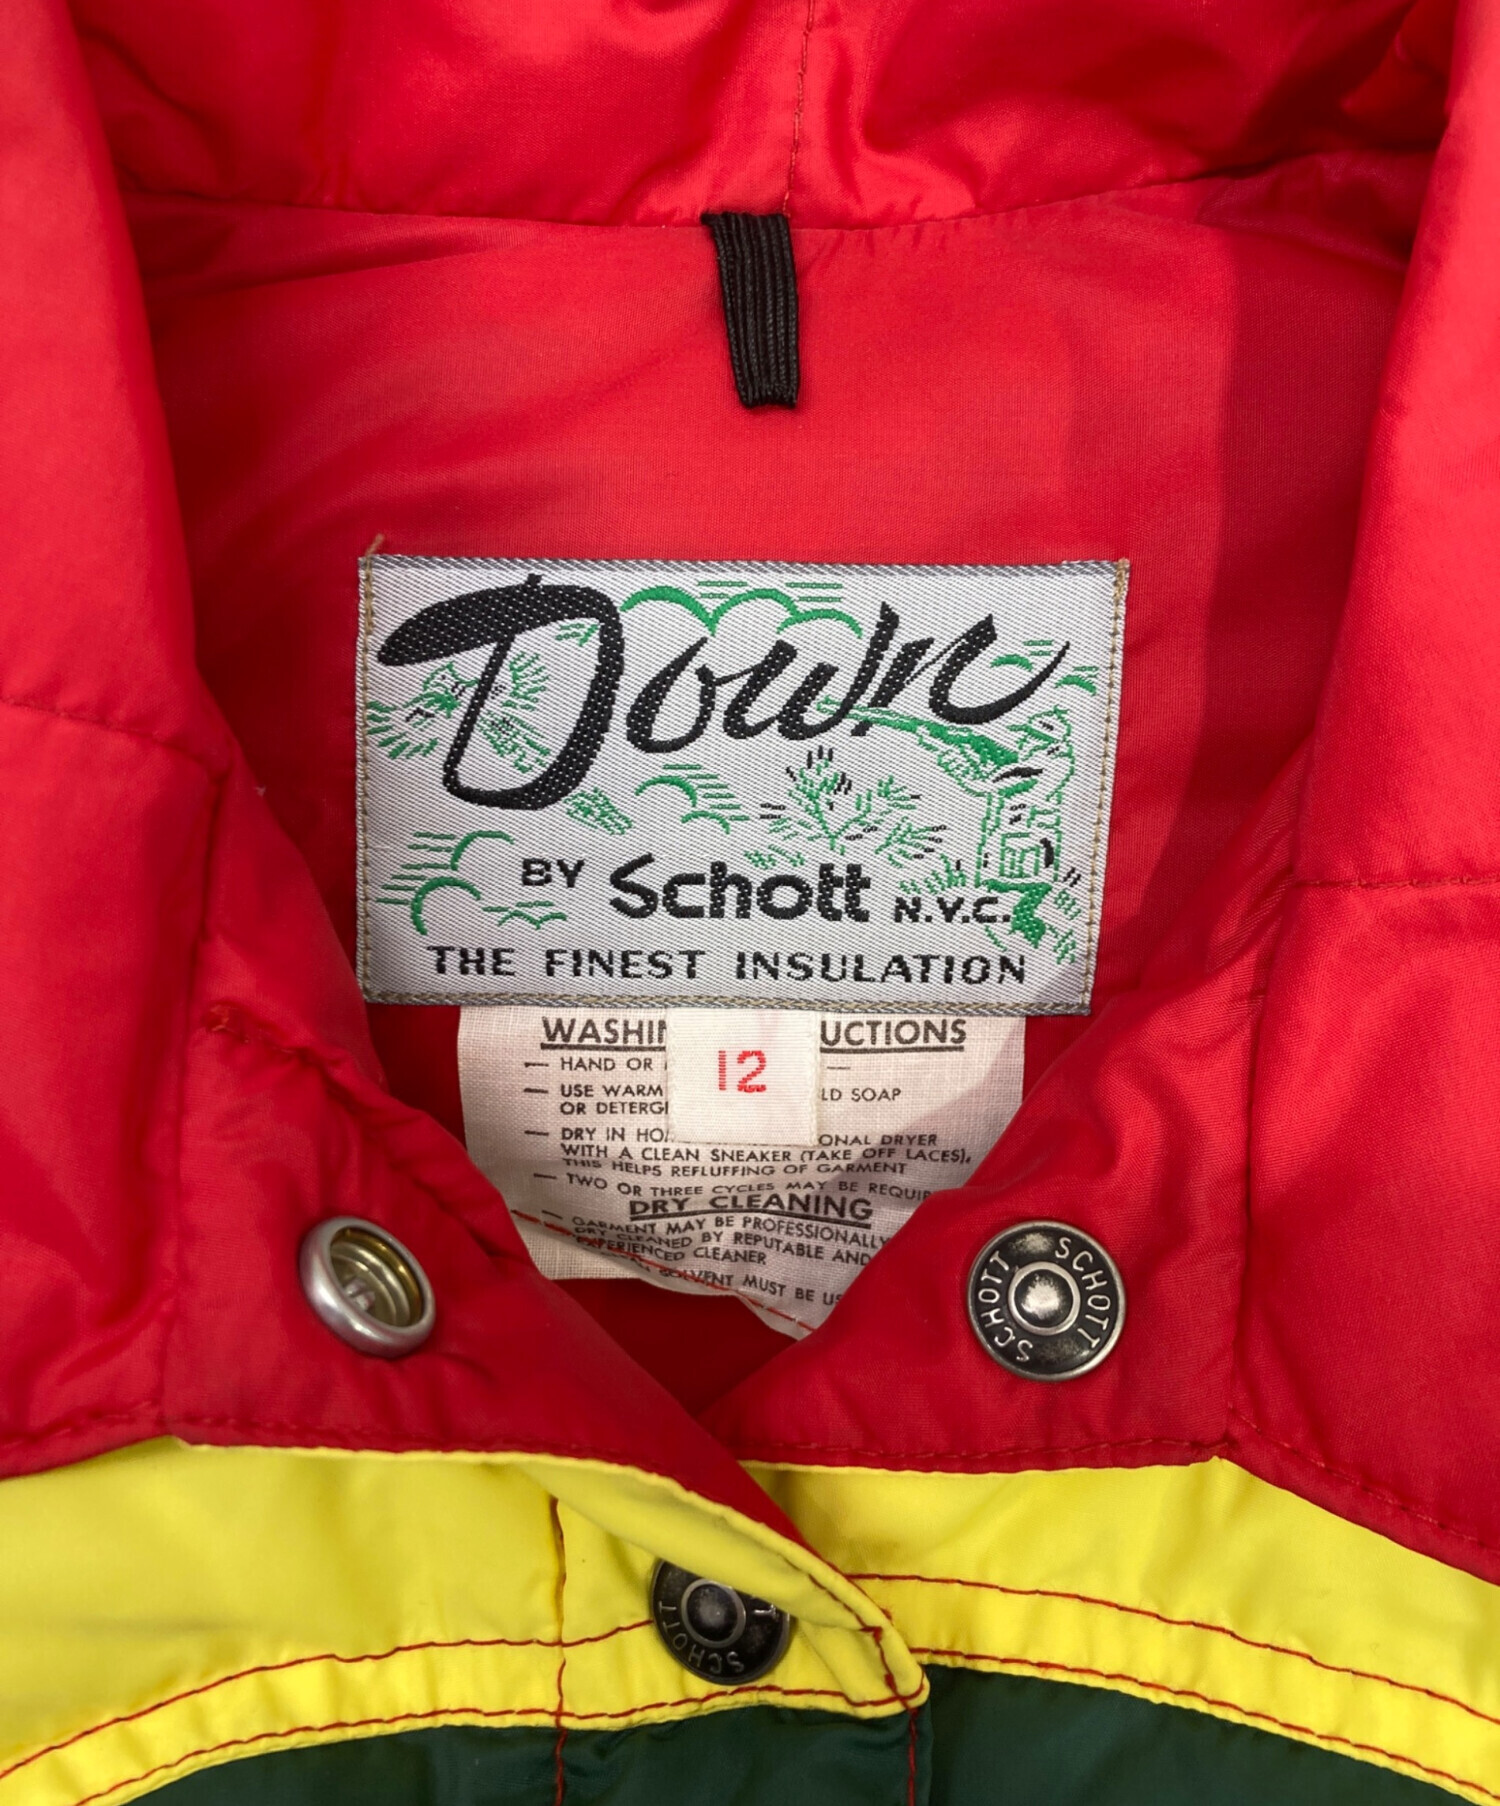 Down
BY Schott N.Y.C.
THE FINEST INSULATION
12
WASHI UCTIONS
— HAND OR
— USE WARM LD SOAP
OR DETERG
— DRY IN HO ONAL DRYER
WITH A CLEAN SNEAKER (TAKE OFF LACES),
THIS HELPS REFLUFFING OF GARMENT
— TWO OR THREE CYCLES MAY BE REQUIR
DRY CLEANING
— GARMENT MAY BE PROFESSIONALLY
DRY CLEANED BY REPUTABLE AND
EXPERIENCED CLEANER
SOLVENT MUST BE US
SCHOTT SCHOTT
SCHOTT